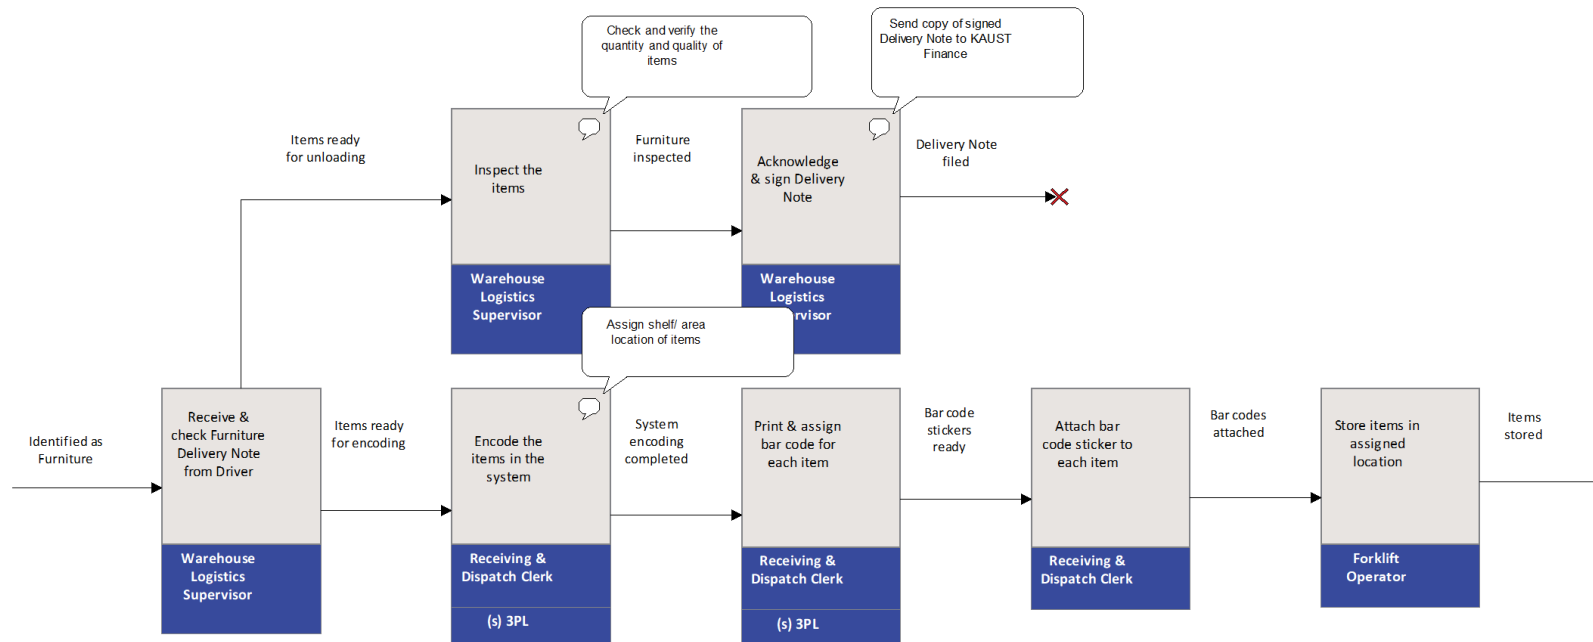 Check and verify the
quantity and quality of
items
Send copy of signed
Delivery Note to KAUST
Finance
Items ready
for unloading
Inspect the
items
Warehouse
Logistics
Supervisor
Furniture
inspected
Acknowledge
& sign Delivery
Note
Warehouse
Logistics
rvisor
Delivery Note
filed
Assign shelf/ area
location of items
Identified as
Furniture
Receive &
check Furniture
Delivery Note
from Driver
Warehouse
Logistics
Supervisor
Items ready
for encoding
Encode the
items in the
system
Receiving &
Dispatch Clerk
(s) 3PL
System
encoding
completed
Print & assign
bar code for
each item
Receiving &
Dispatch Clerk
(s) 3PL
Bar code
stickers
ready
Attach bar
code sticker to
each item
Receiving &
Dispatch Clerk
Bar codes
attached
Store items in
assigned
location
Forklift
Operator
Items
stored